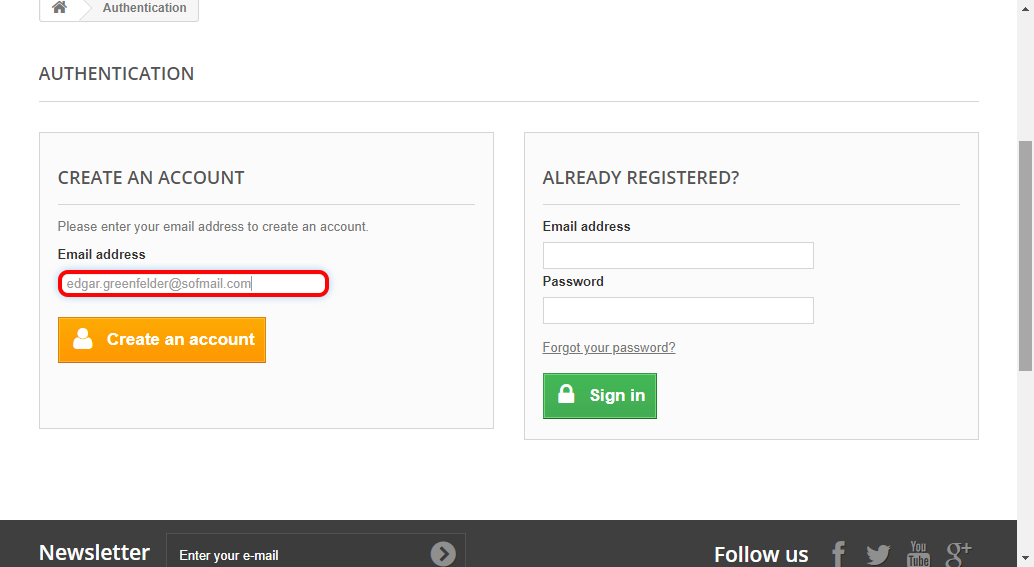 Authentication
AUTHENTICATION
CREATE AN ACCOUNT
Please enter your email address to create an account.
Email address
edgar.greenfelder@sofmail.com
Create an account
ALREADY REGISTERED?
Email address
Password
Forgot your password?
Sign in
Newsletter
Enter your e-mail
Follow us
f
You
Tube
g+